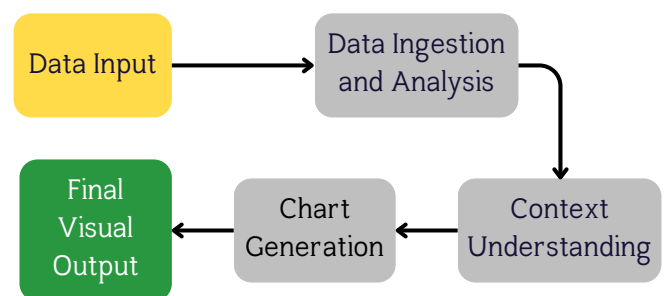 Data Input
Data Ingestion
and Analysis
Context
Understanding
Chart
Generation
Final
Visual
Output